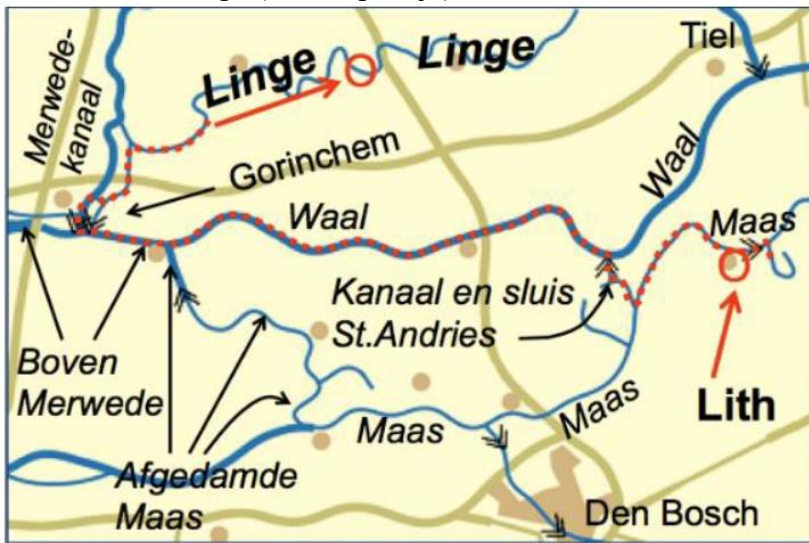 Merwede-
kanaal
Linge
Linge
Tiel
Gorinchem
Waal
Waal
Maas
Kanaal en sluis
St.Andries
Boven
Merwede
Lith
Maas
Maas
Afgedamde
Maas
Den Bosch